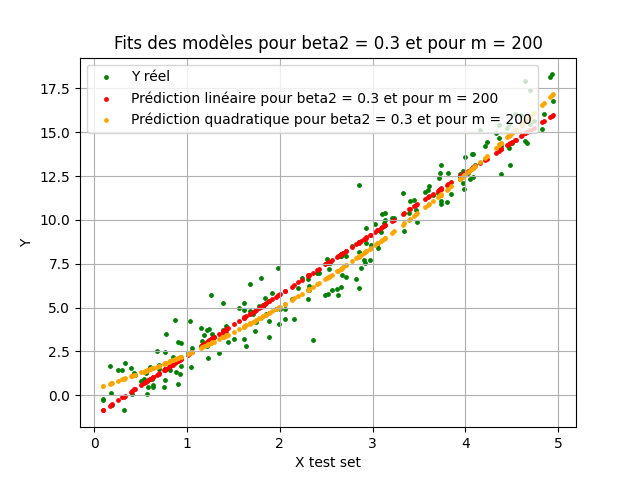 Fits des modèles pour beta2 = 0.3 et pour m = 200
Y réel
Prédiction linéaire pour beta2 = 0.3 et pour m = 200
Prédiction quadratique pour beta2 = 0.3 et pour m = 200
17.5
15.0
12.5
10.0
7.5
5.0
2.5
0.0
Y
0 1 2 3 4 5
X test set